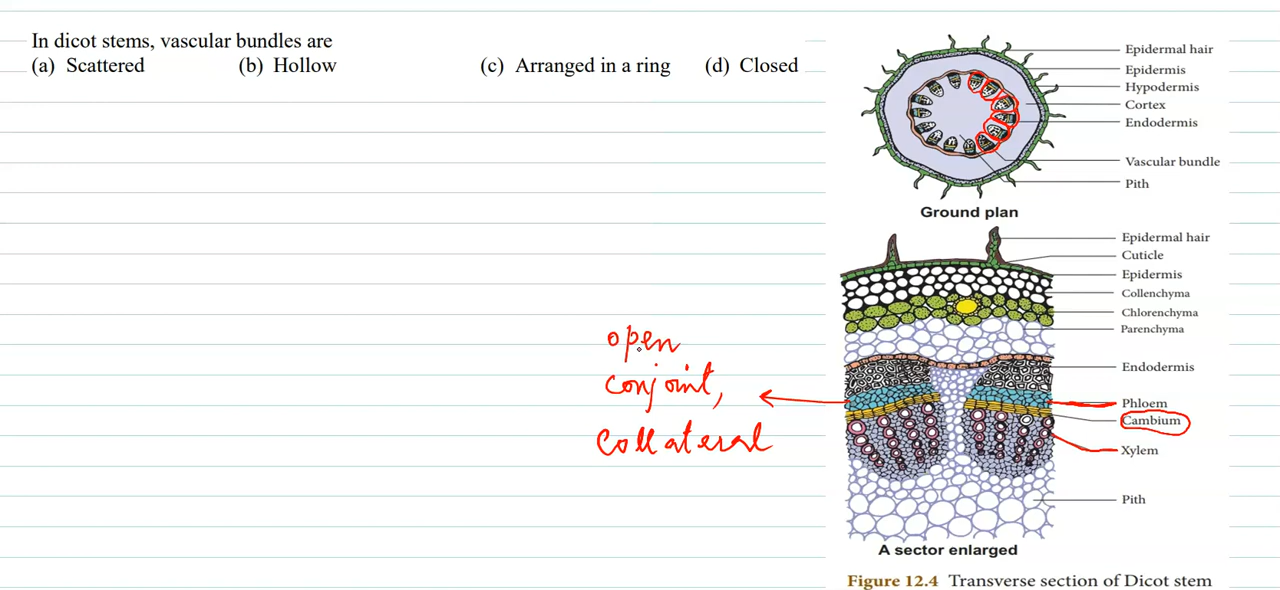 In dicot stems, vascular bundles are
(a) Scattered (b) Hollow (c) Arranged in a ring (d) Closed
Epidermal hair
Epidermis
Hypodermis
Cortex
Endodermis
Vascular bundle
Pith
Ground plan
Epidermal hair
Cuticle
Epidermis
Collenchyma
Chlorenchyma
Parenchyma
Endodermis
Phloem
Cambium
Xylem
Pith
open
conjoint,
collateral
A sector enlarged
Figure 12.4 Transverse section of Dicot stem